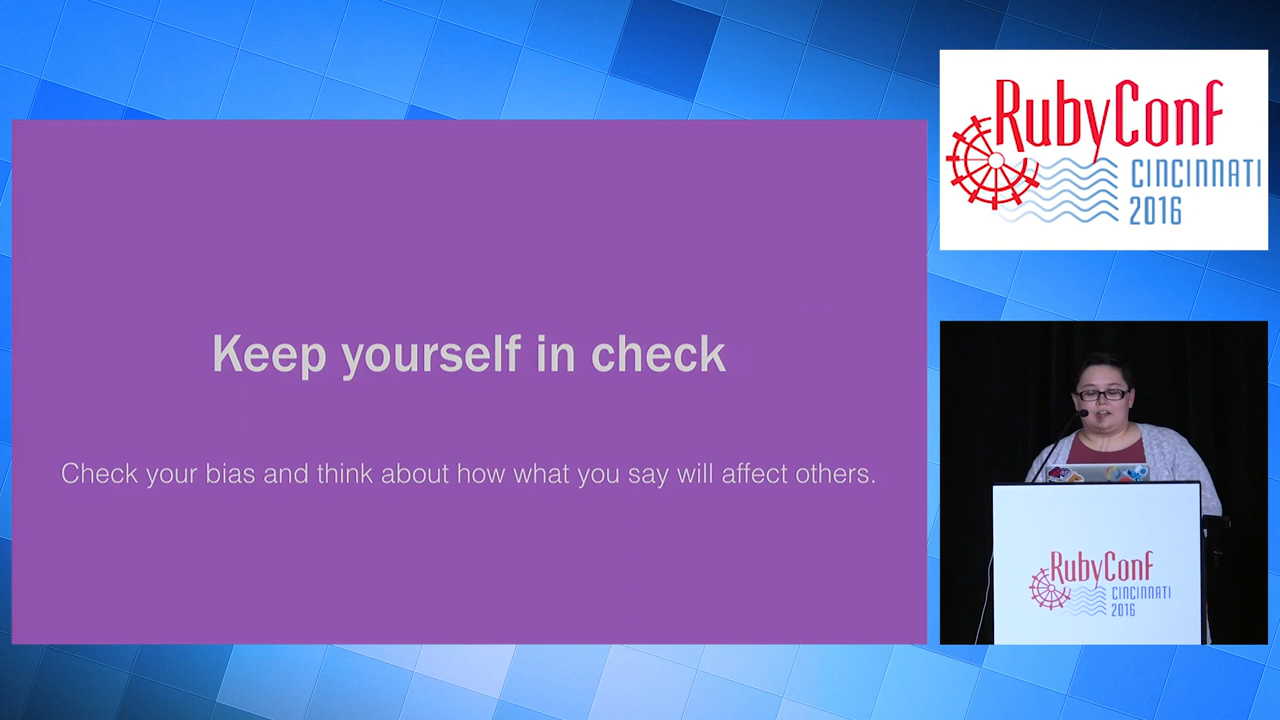 Keep yourself in check
Check your bias and think about how what you say will affect others.
RubyConf
CINCINNATI
2016
RubyConf
CINCINNATI
2016